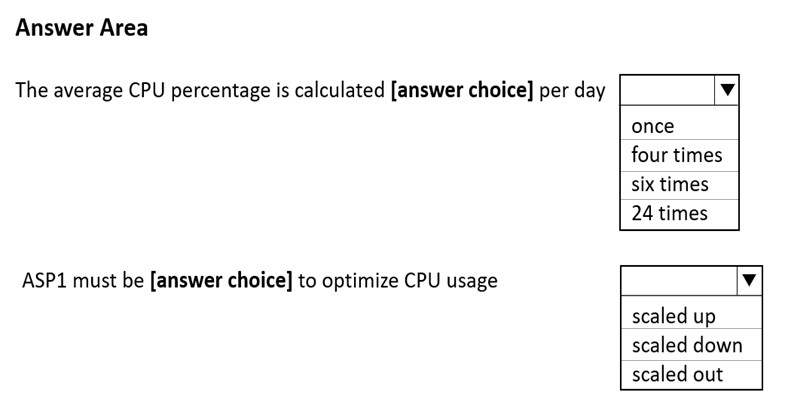 Answer Area
The average CPU percentage is calculated [answer choice] per day
once
four times
six times
24 times
ASP1 must be [answer choice] to optimize CPU usage
scaled up
scaled down
scaled out